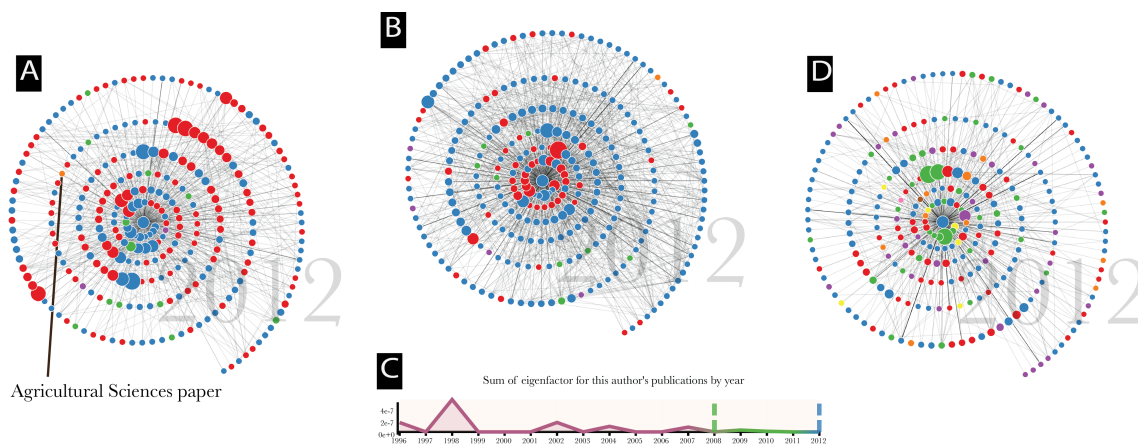 A
B
D
2012
2012
2012
Agricultural Sciences paper
C
Sum of eigenfactor for this author's publications by year
4e-7
2e-7
0e+0
1996 1997 1998 1999 2000 2001 2002 2003 2004 2005 2006 2007 2008 2009 2010 2011 2012